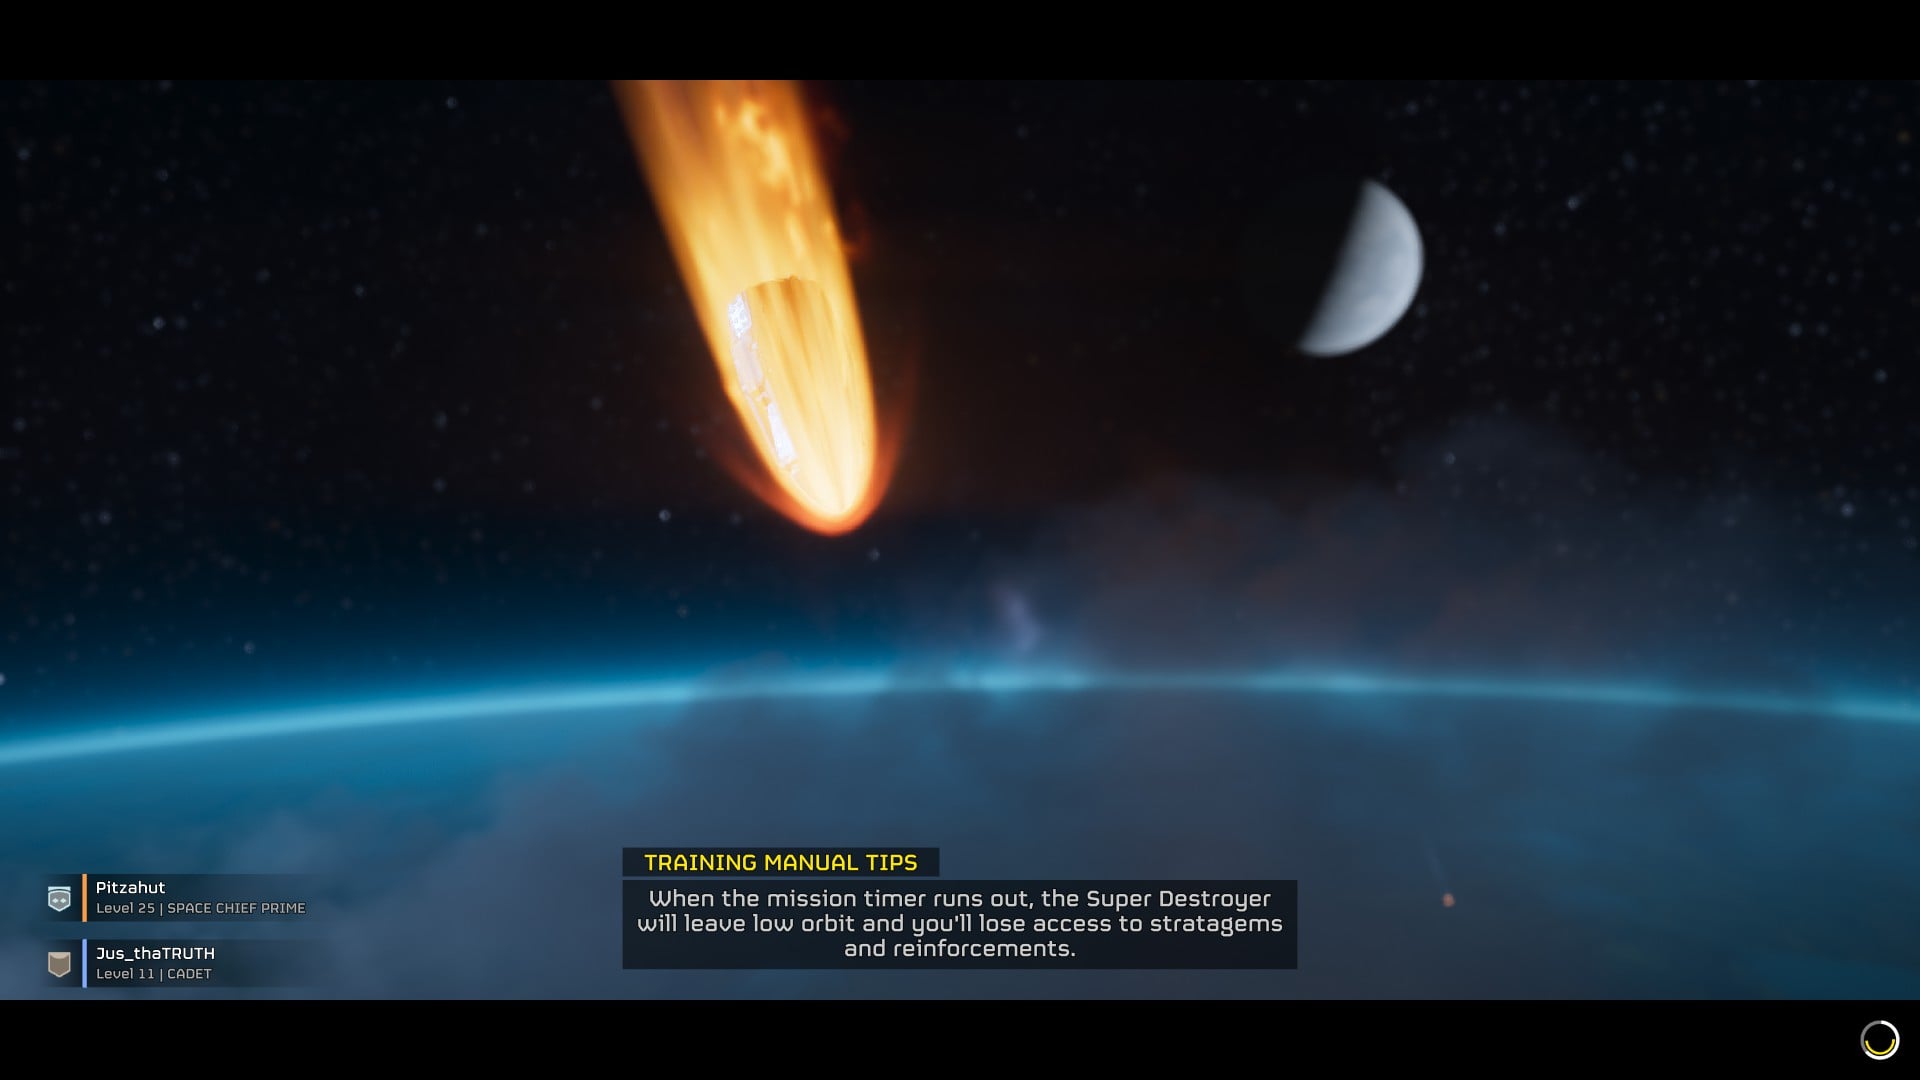 TRAINING MANUAL TIPS
When the mission timer runs out, the Super Destroyer
will leave low orbit and you'll lose access to stratagems
and reinforcements.
Pitzahut
Level 25 | SPACE CHIEF PRIME
Jus_thaTRUTH
Level 11 | CADET